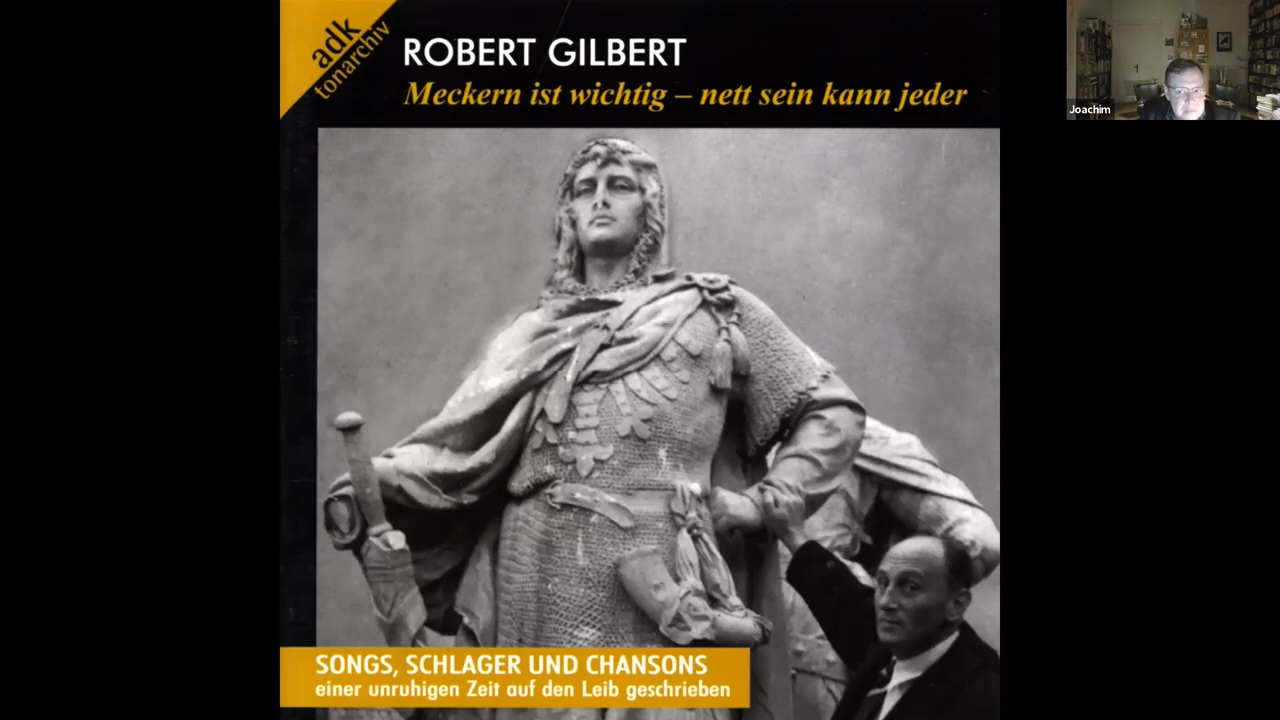 adk
tonarchiv
ROBERT GILBERT
Meckern ist wichtig – nett sein kann jeder
SONGS, SCHLAGER UND CHANSONS
einer unruhigen Zeit auf den Leib geschrieben
Joachim